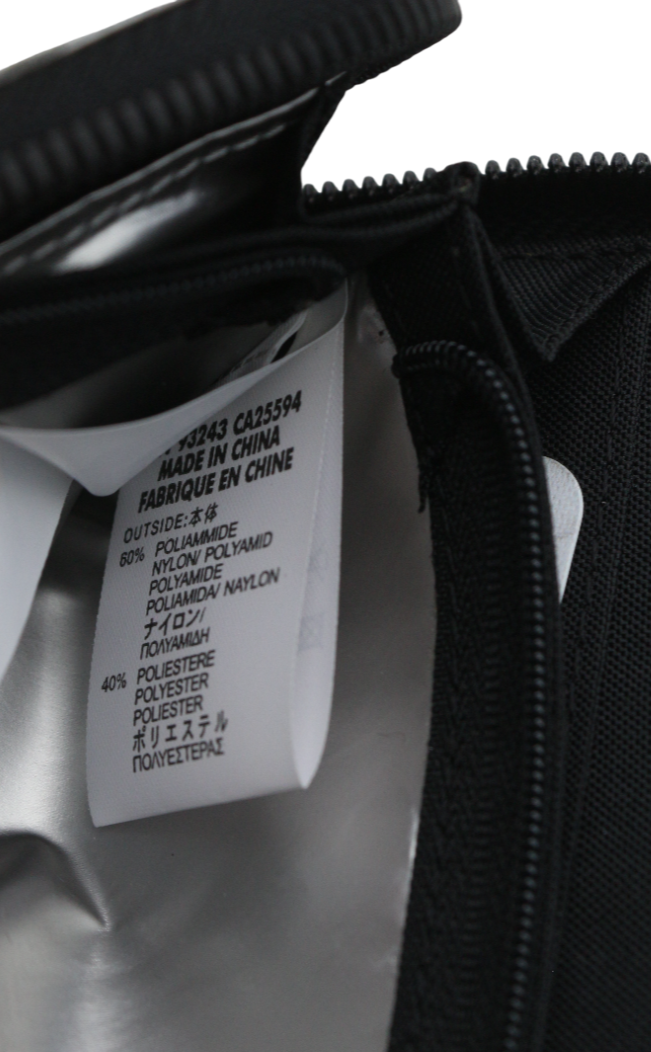 93243 CA25594
MADE IN CHINA
FABRIQUE EN CHINE
OUTSIDE:本体
60% POLIAMMIDE
NYLON/ POLYAMID
POLYAMIDE
POLIAMIDA/ NAYLON
ナイロン/
ΠΟΛΥΑΜΙΔΗ
40% POLIESTERE
POLYESTER
POLIESTER
ポリエステル
ΠΟΛΥΕΣΤΕΡΑΣ